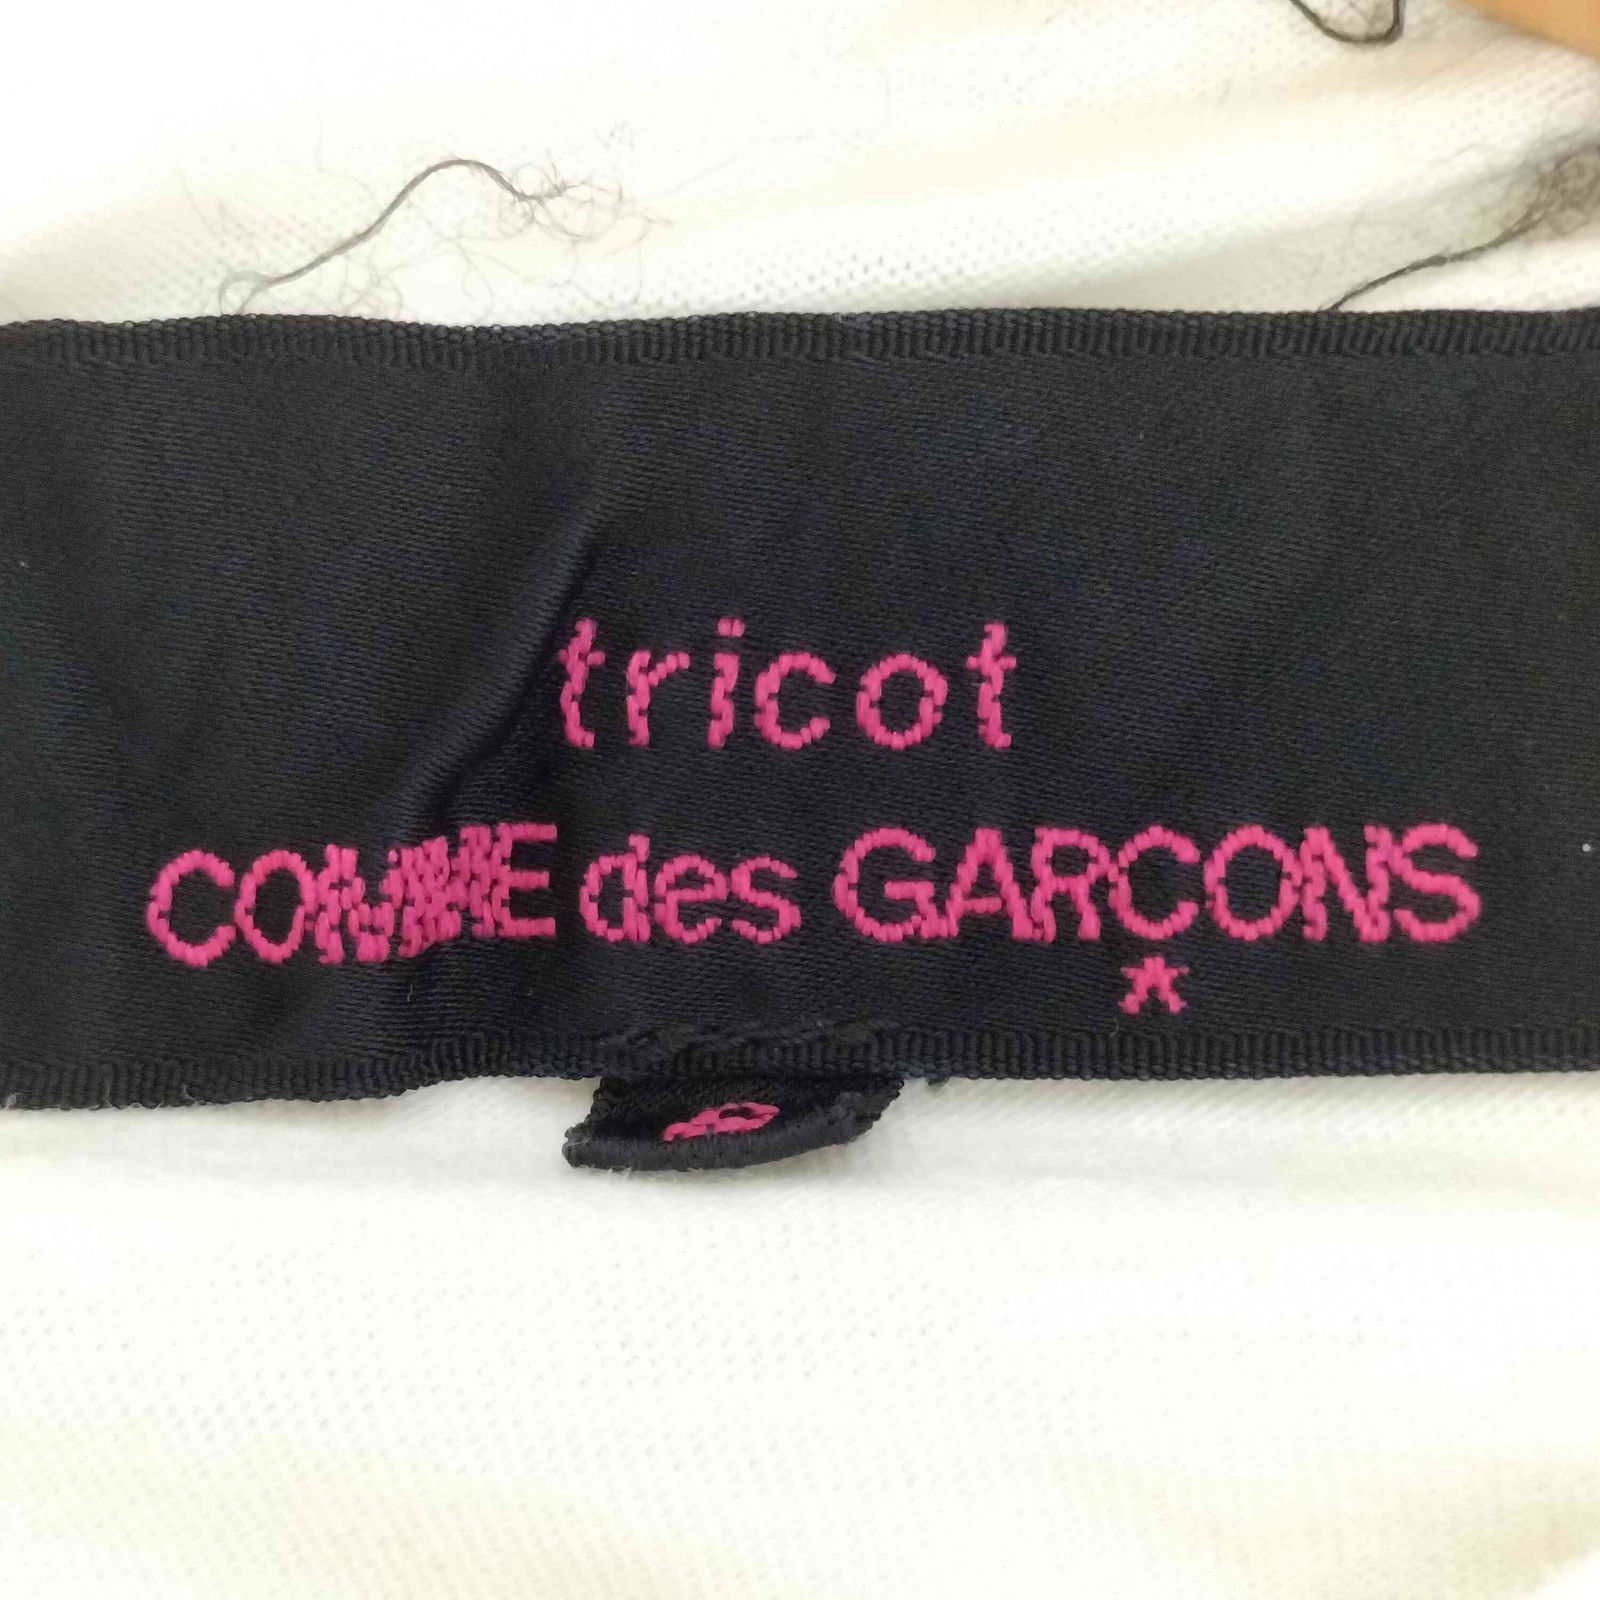 tricot
COMME des GARCONS
★